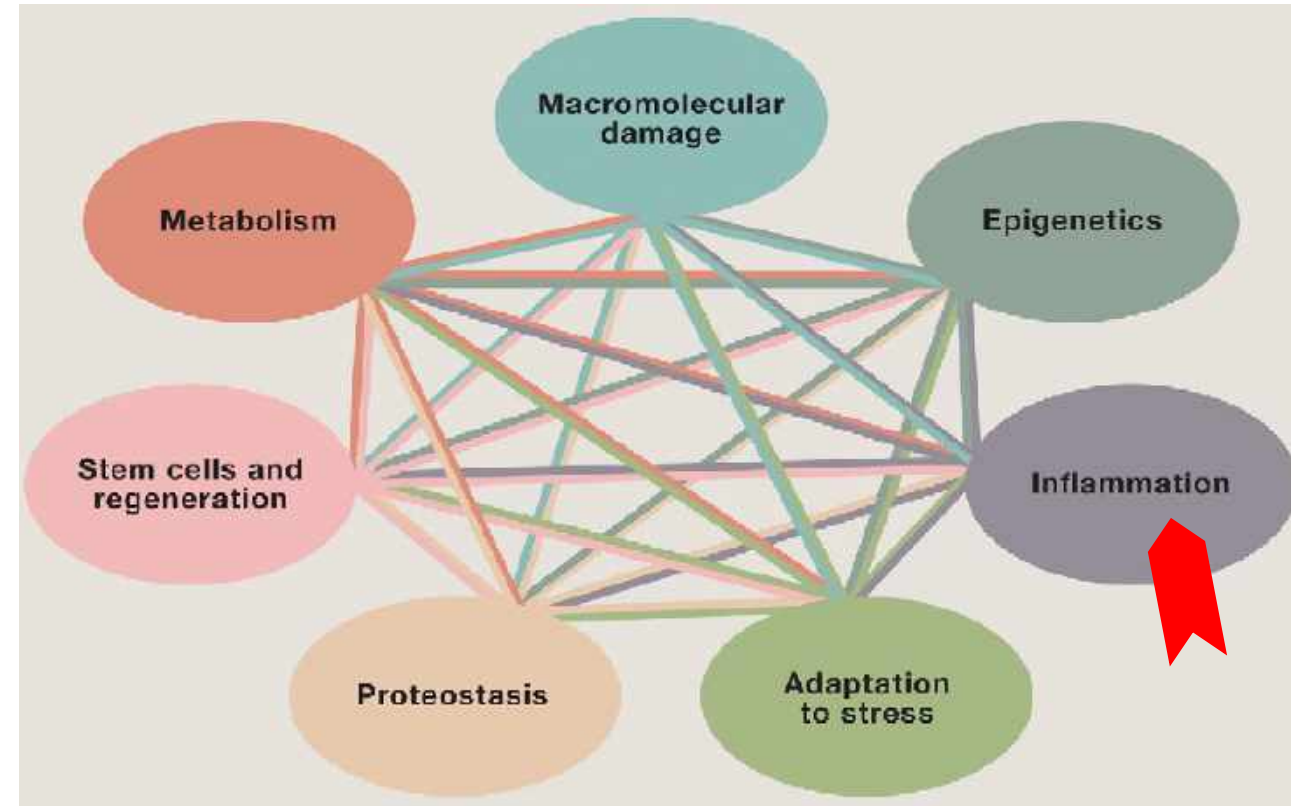 Macromolecular
damage
Metabolism
Epigenetics
Stem cells and
regeneration
Inflammation
Proteostasis
Adaptation
to stress